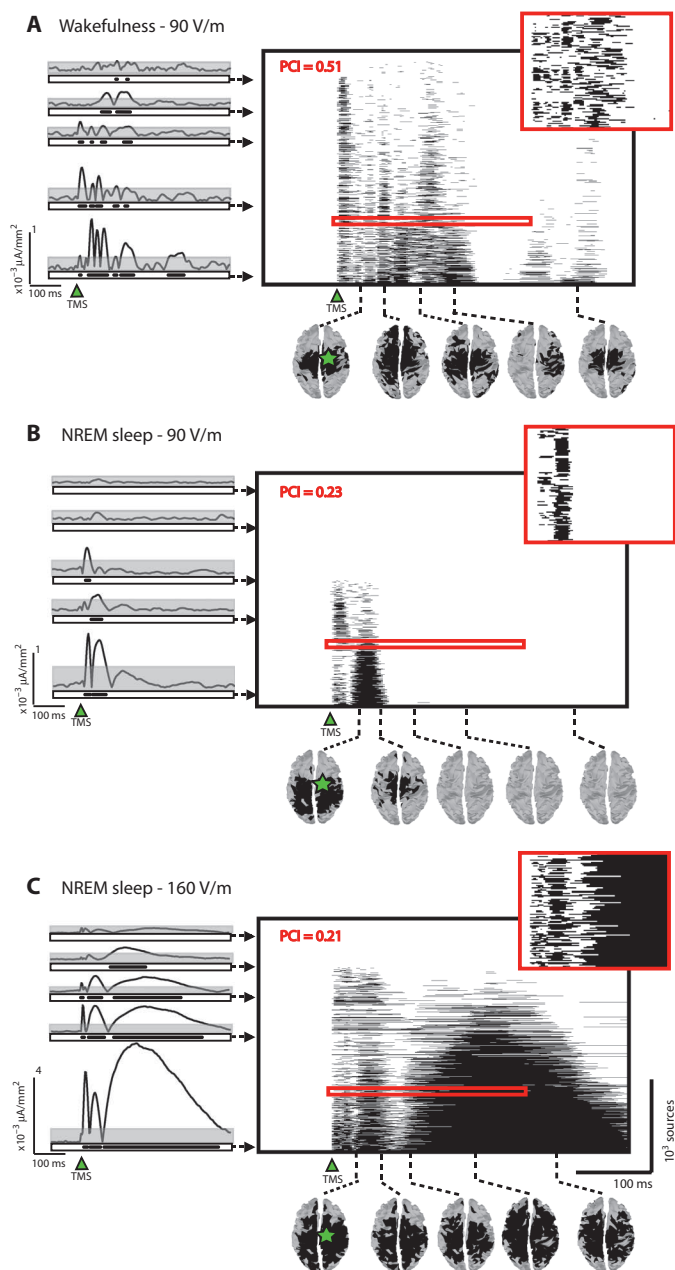 A Wakefulness - 90 V/m
PCI = 0.51
1
x10⁻³ µA/mm²
100 ms
TMS
TMS
B NREM sleep - 90 V/m
PCI = 0.23
1
x10⁻³ µA/mm²
100 ms
TMS
TMS
C NREM sleep - 160 V/m
PCI = 0.21
4
x10⁻³ µA/mm²
100 ms
TMS
TMS
10³ sources
100 ms